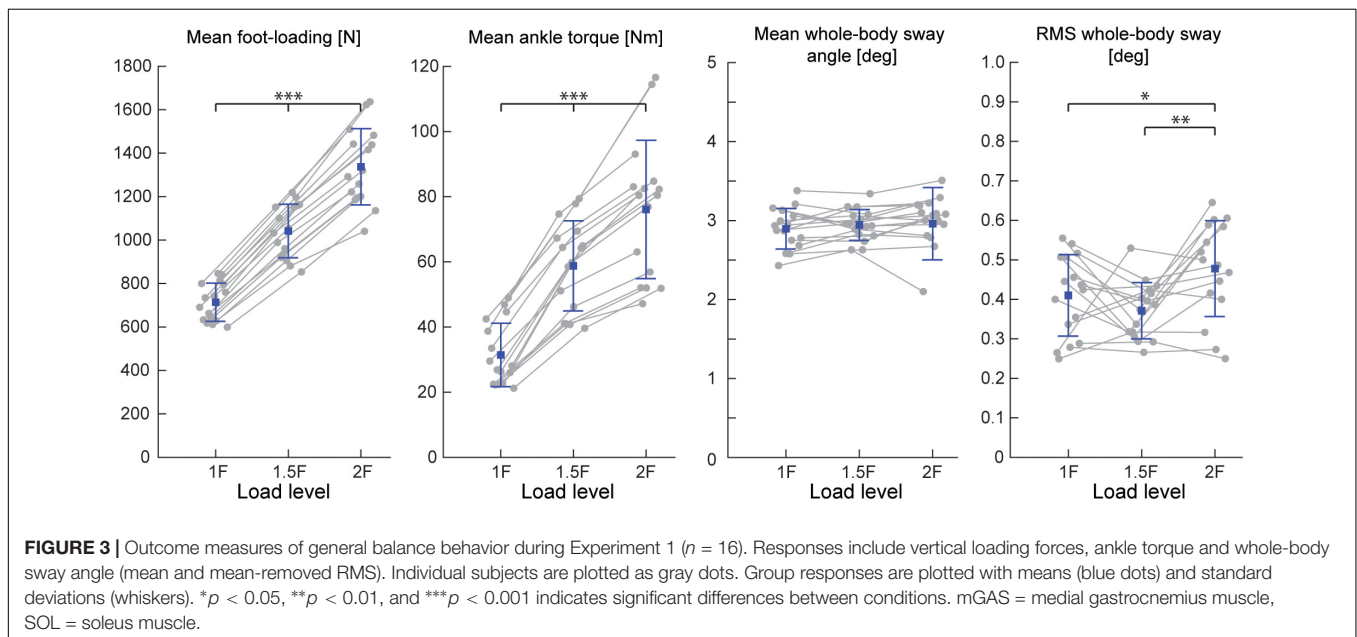 Mean foot-loading [N]
1800
1600
1400
1200
1000
800
600
400
200
0
***
1F 1.5F 2F
Load level
Mean ankle torque [Nm]
120
100
80
60
40
20
0
***
1F 1.5F 2F
Load level
Mean whole-body sway
angle [deg]
5
4
3
2
1
0
1F 1.5F 2F
Load level
RMS whole-body sway
[deg]
1.0
0.9
0.8
0.7
0.6
0.5
0.4
0.3
0.2
0.1
0
*
**
1F 1.5F 2F
Load level
FIGURE 3 | Outcome measures of general balance behavior during Experiment 1 (n = 16). Responses include vertical loading forces, ankle torque and whole-body
sway angle (mean and mean-removed RMS). Individual subjects are plotted as gray dots. Group responses are plotted with means (blue dots) and standard
deviations (whiskers). *p < 0.05, **p < 0.01, and ***p < 0.001 indicates significant differences between conditions. mGAS = medial gastrocnemius muscle,
SOL = soleus muscle.